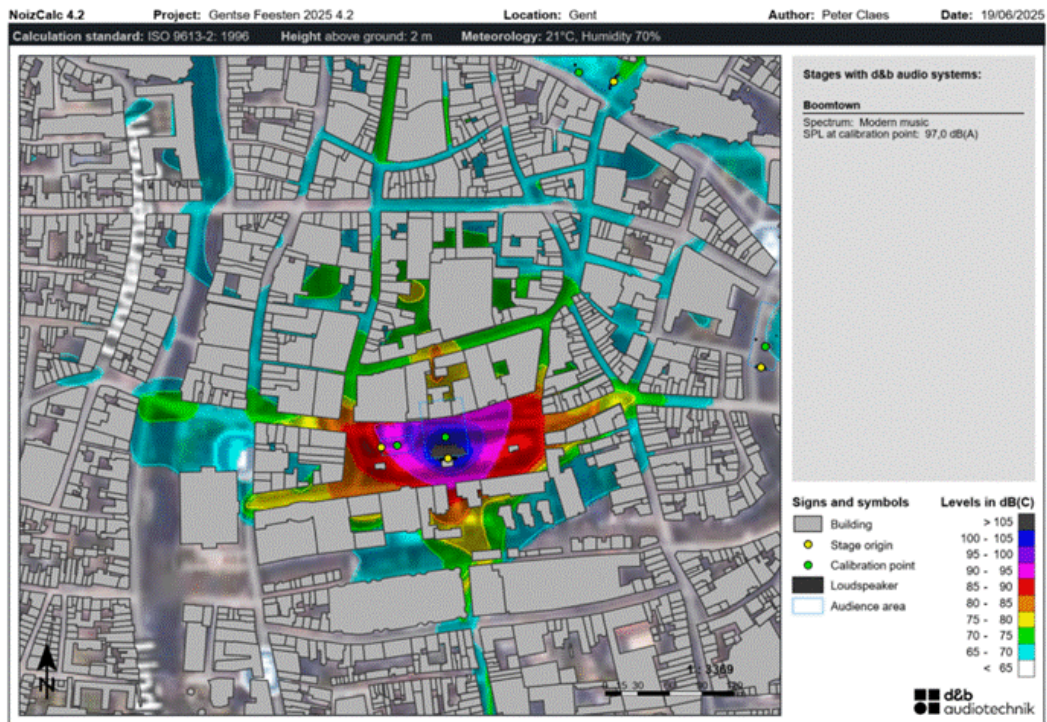 NoizCalc 4.2 Project: Gentse Feesten 2025 4.2 Location: Gent Author: Peter Claes Date: 19/06/2025
Calculation standard: ISO 9613-2: 1996 Height above ground: 2 m Meteorology: 21°C, Humidity 70%
Stages with d&b audio systems:
Boomtown
Spectrum: Modern music
SPL at calibration point: 97,0 dB(A)
Signs and symbols
Building
Stage origin
Calibration point
Loudspeaker
Audience area
Levels in dB(C)
> 105
100 - 105
95 - 100
90 - 95
85 - 90
80 - 85
75 - 80
70 - 75
65 - 70
< 65
1 : 3369
N
d&b
audiotechnik